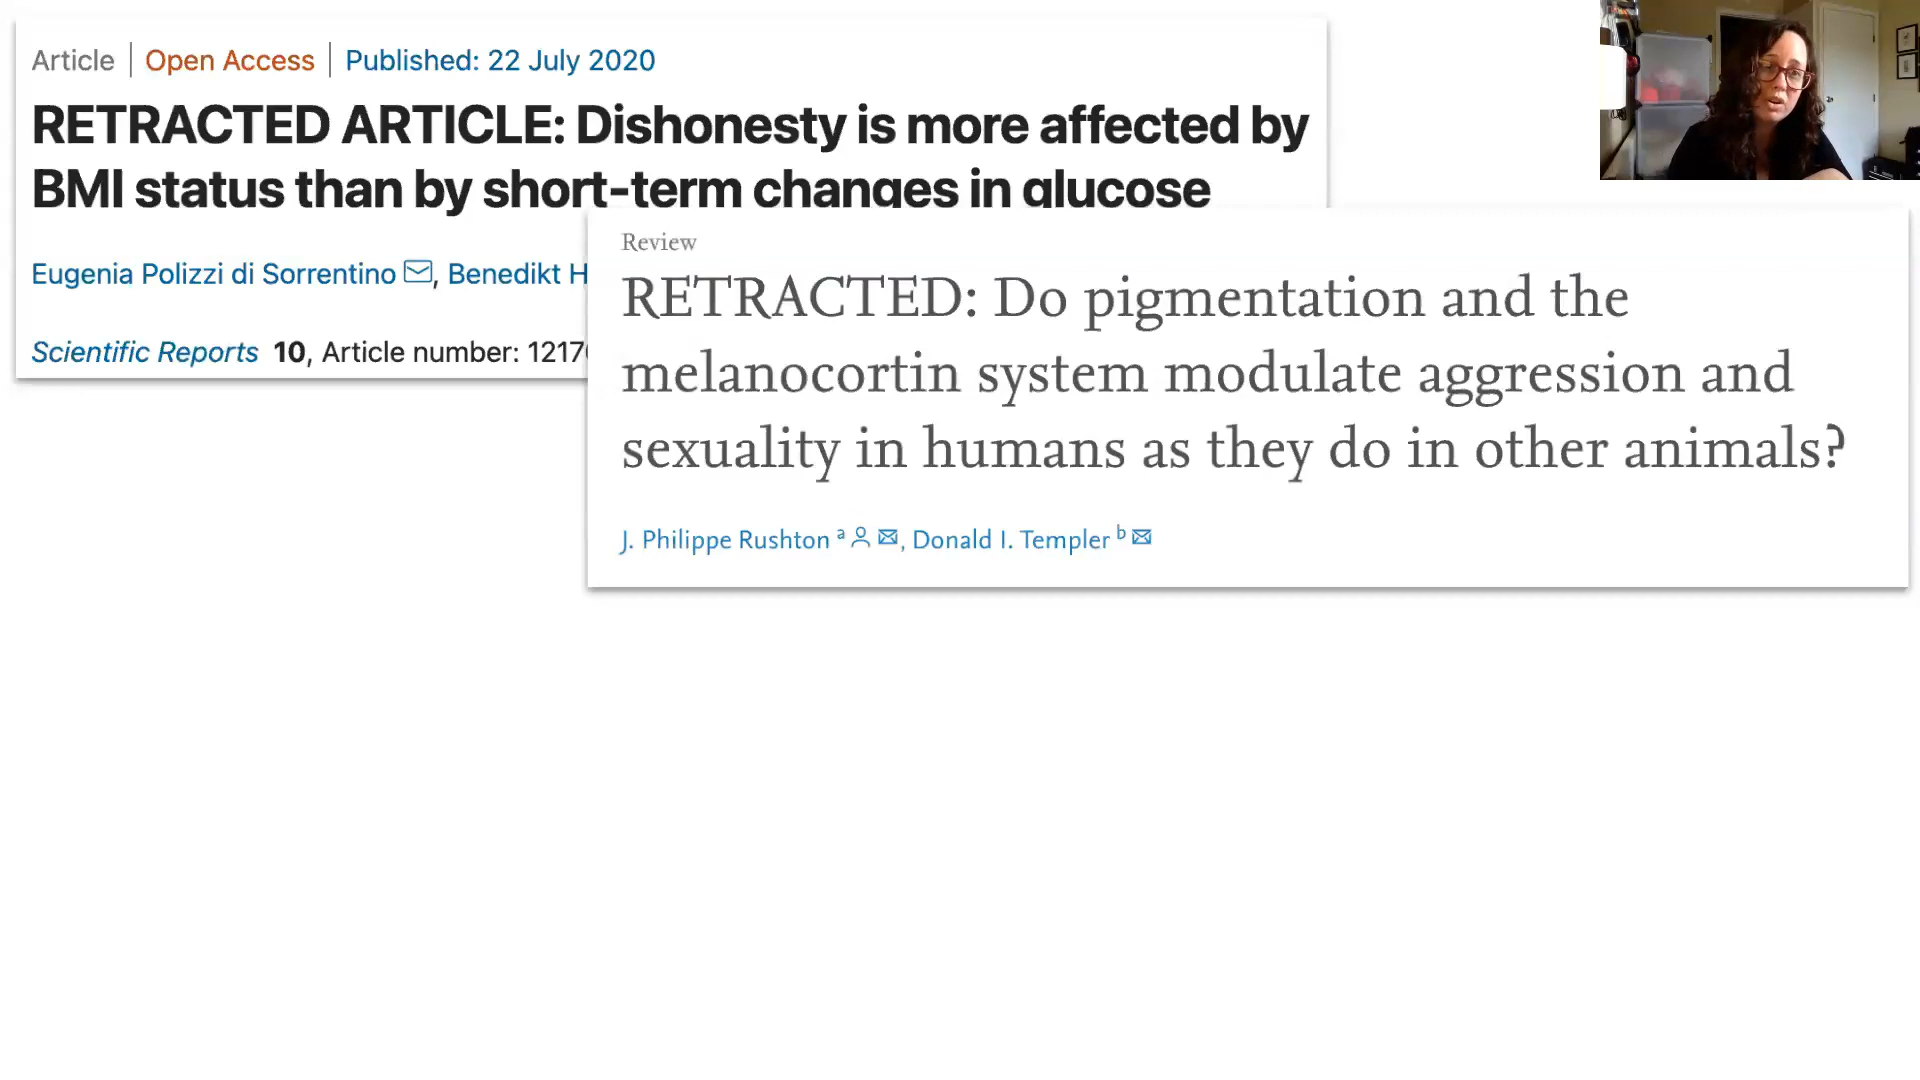 Article | Open Access | Published: 22 July 2020
RETRACTED ARTICLE: Dishonesty is more affected by
BMI status than by short-term changes in glucose
Eugenia Polizzi di Sorrentino, Benedikt H
Scientific Reports 10, Article number: 1217
Review
RETRACTED: Do pigmentation and the
melanocortin system modulate aggression and
sexuality in humans as they do in other animals?
J. Philippe Rushton a, Donald I. Templer b